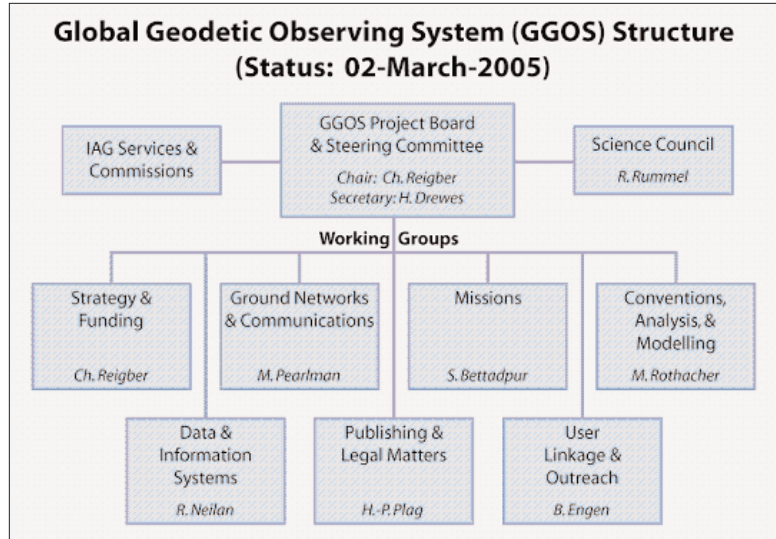 Global Geodetic Observing System (GGOS) Structure
(Status: 02-March-2005)
IAG Services &
Commissions
GGOS Project Board
& Steering Committee
Chair: Ch. Reigber
Secretary: H. Drewes
Science Council
R. Rummel
Working Groups
Strategy &
Funding
Ch. Reigber
Ground Networks
& Communications
M. Pearlman
Missions
S. Bettadpur
Conventions,
Analysis, &
Modelling
M. Rothacher
Data &
Information
Systems
R. Neilan
Publishing &
Legal Matters
H.-P. Plag
User
Linkage &
Outreach
B. Engen